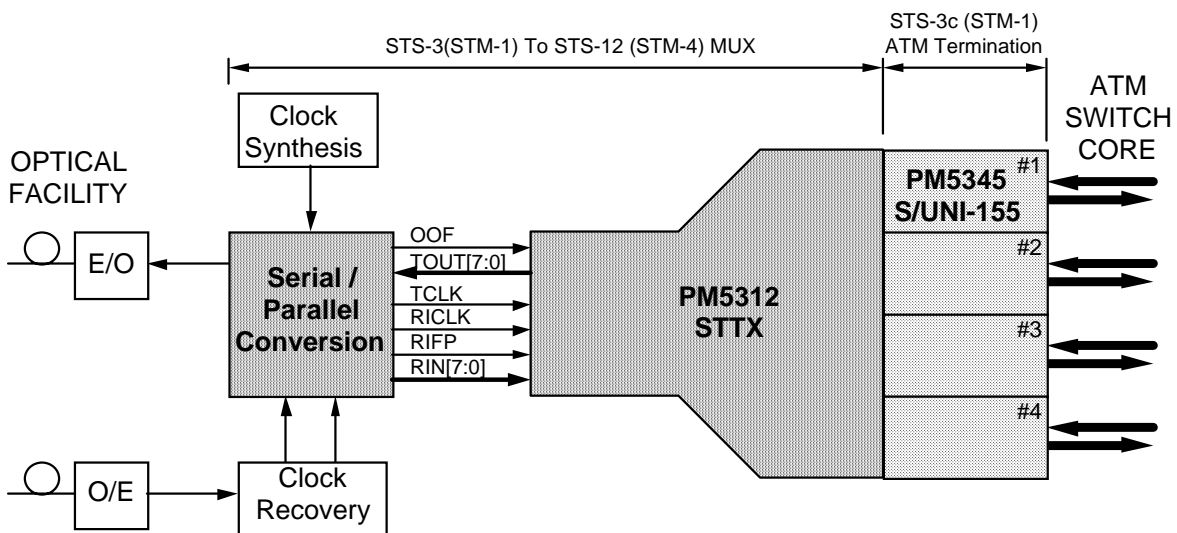 STS-3c (STM-1)
STS-3(STM-1) To STS-12 (STM-4) MUX
ATM Termination
ATM
SWITCH
CORE
Clock
Synthesis
OPTICAL
FACILITY
E/O
Serial /
Parallel
Conversion
OOF
TOUT[7:0]
TCLK
RICLK
RIFP
RIN[7:0]
PM5312
STTX
#1
PM5345
S/UNI-155
#2
#3
#4
O/E
Clock
Recovery